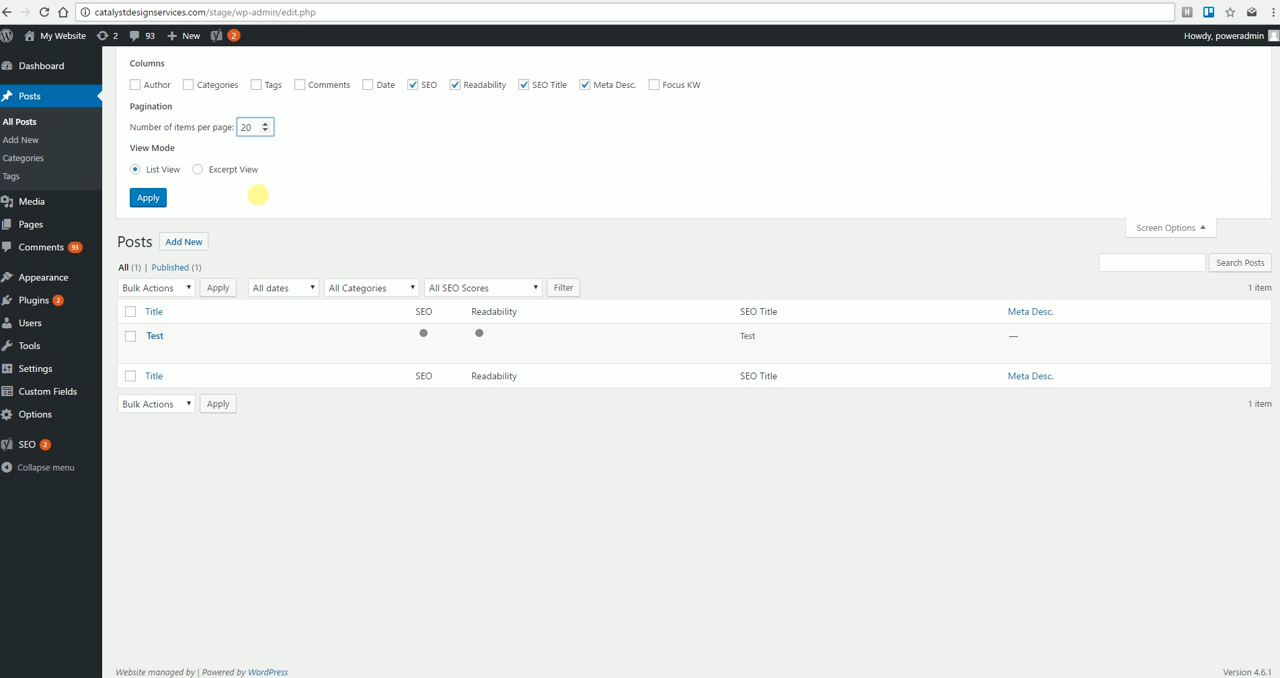 catalystdesignservices.com/stage/wp-admin/edit.php
My Website 2 93 New 2 Howdy, poweradmin
Dashboard
Posts
All Posts
Add New
Categories
Tags
Media
Pages
Comments 93
Appearance
Plugins 2
Users
Tools
Settings
Custom Fields
Options
SEO 2
Collapse menu
Columns
Author Categories Tags Comments Date SEO Readability SEO Title Meta Desc. Focus KW
Pagination
Number of items per page: 20
View Mode
List View Excerpt View
Apply
Screen Options
Posts Add New
All (1) | Published (1)
Search Posts
Bulk Actions Apply All dates All Categories All SEO Scores Filter 1 item
Title SEO Readability SEO Title Meta Desc.
Test Test —
Title SEO Readability SEO Title Meta Desc.
Bulk Actions Apply 1 item
Website managed by | Powered by WordPress Version 4.6.1